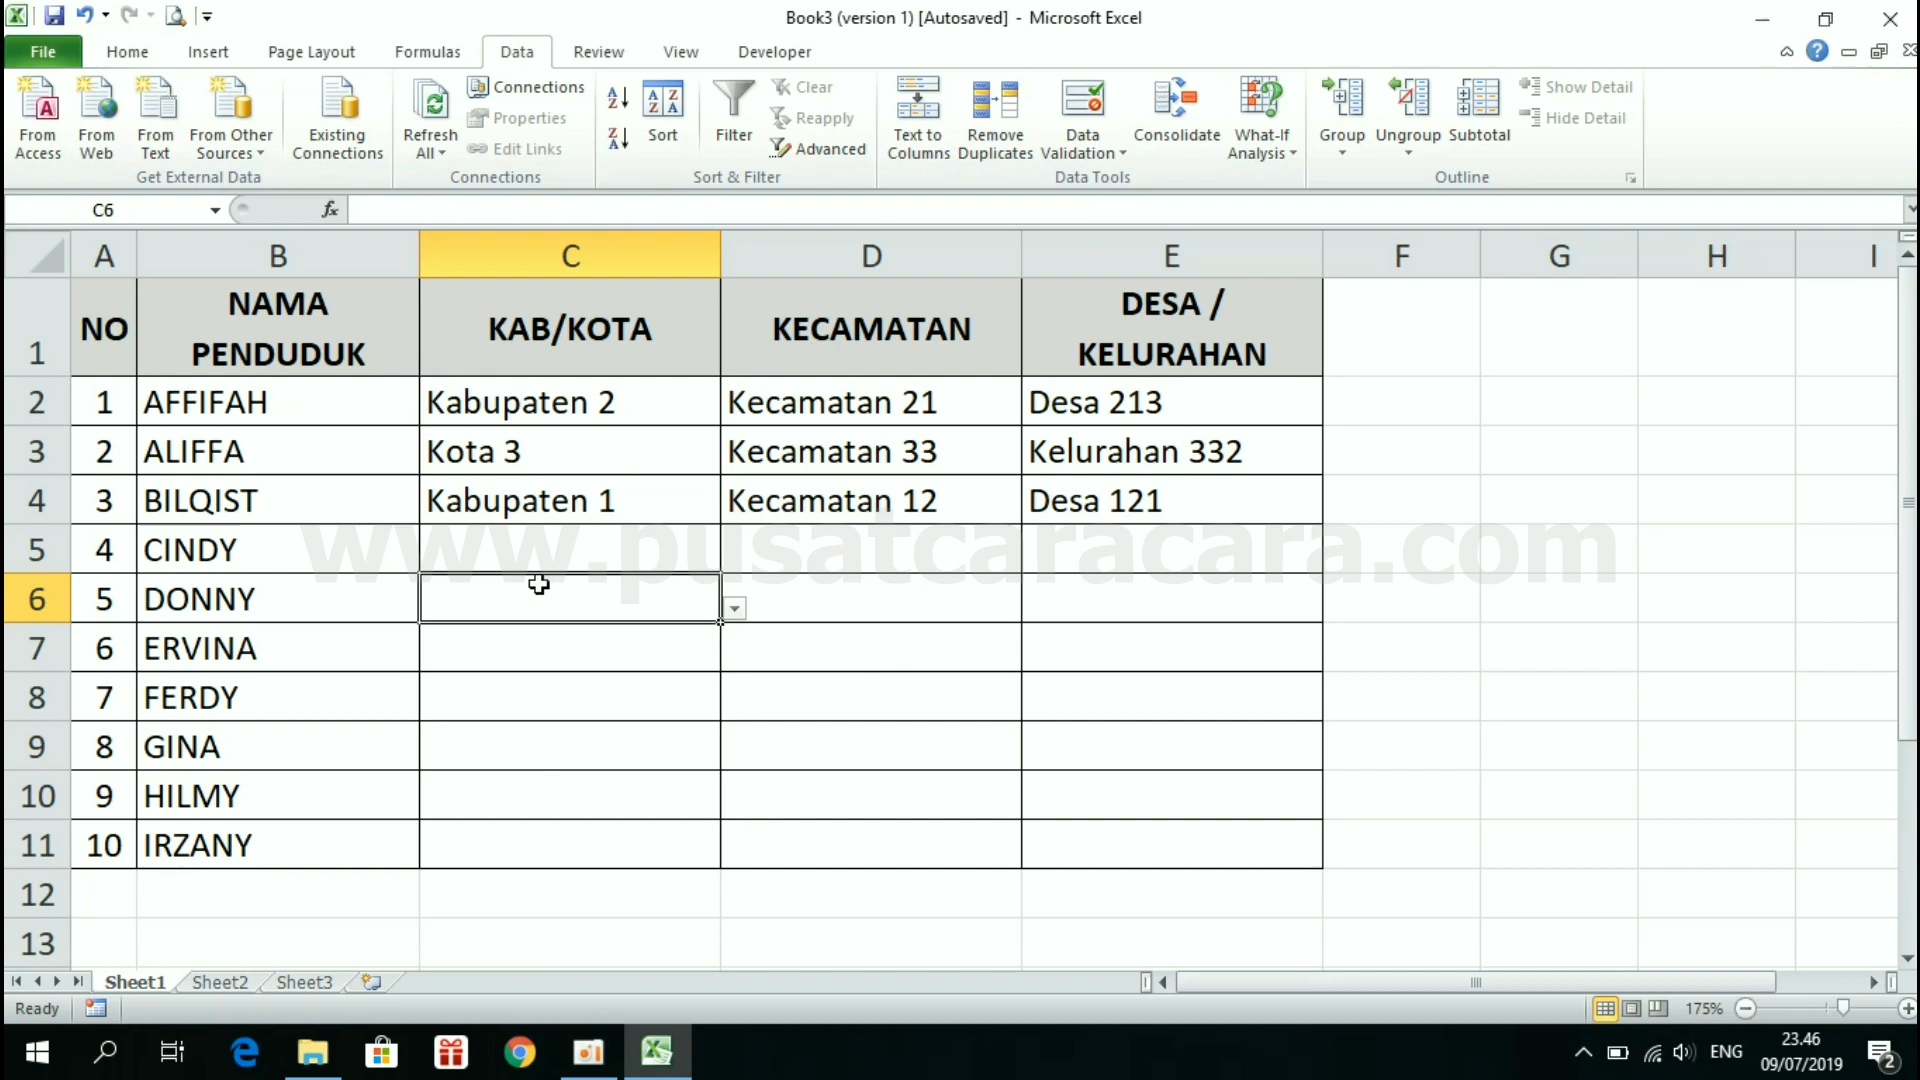 Book3 (version 1) [Autosaved] - Microsoft Excel
File Home Insert Page Layout Formulas Data Review View Developer
From Access
From Web
From Text
From Other Sources
Existing Connections
Get External Data
Refresh All
Connections
Properties
Edit Links
Connections
Sort
Filter
Clear
Reapply
Advanced
Sort & Filter
Text to Columns
Remove Duplicates
Data Validation
Consolidate
What-If Analysis
Data Tools
Group
Ungroup
Subtotal
Show Detail
Hide Detail
Outline
C6 fx
A B C D E F G H I
1 NO NAMA PENDUDUK KAB/KOTA KECAMATAN DESA / KELURAHAN
2 1 AFFIFAH Kabupaten 2 Kecamatan 21 Desa 213
3 2 ALIFFA Kota 3 Kecamatan 33 Kelurahan 332
4 3 BILQIST Kabupaten 1 Kecamatan 12 Desa 121
www.pusatcaracara.com
5 4 CINDY
6 5 DONNY
7 6 ERVINA
8 7 FERDY
9 8 GINA
10 9 HILMY
11 10 IRZANY
12
13
Sheet1 Sheet2 Sheet3
Ready 175%
ENG 23.46
09/07/2019 2